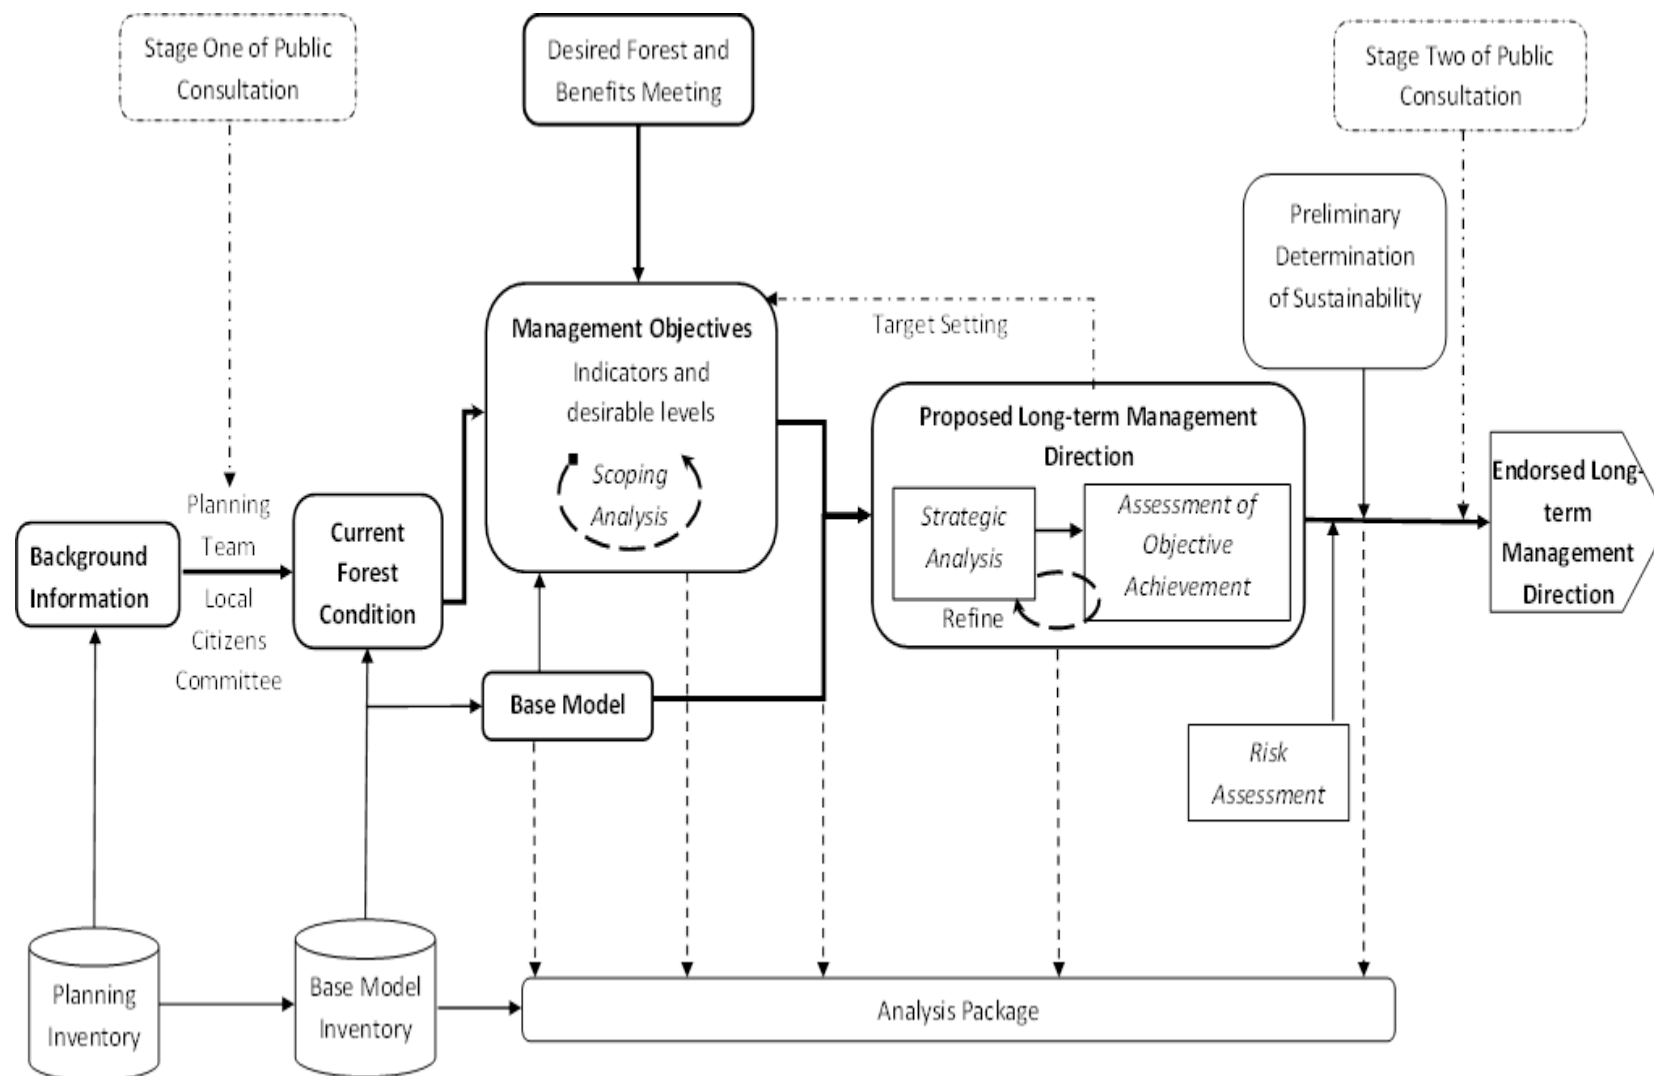 Stage One of Public
Consultation
Desired Forest and
Benefits Meeting
Stage Two of Public
Consultation
Preliminary
Determination
of Sustainability
Management Objectives
Indicators and
desirable levels
Scoping
Analysis
Target Setting
Proposed Long-term Management
Direction
Strategic
Analysis
Assessment of
Objective
Achievement
Refine
Endorsed Long-
term
Management
Direction
Planning
Team
Local
Citizens
Committee
Background
Information
Current
Forest
Condition
Base Model
Risk
Assessment
Planning
Inventory
Base Model
Inventory
Analysis Package